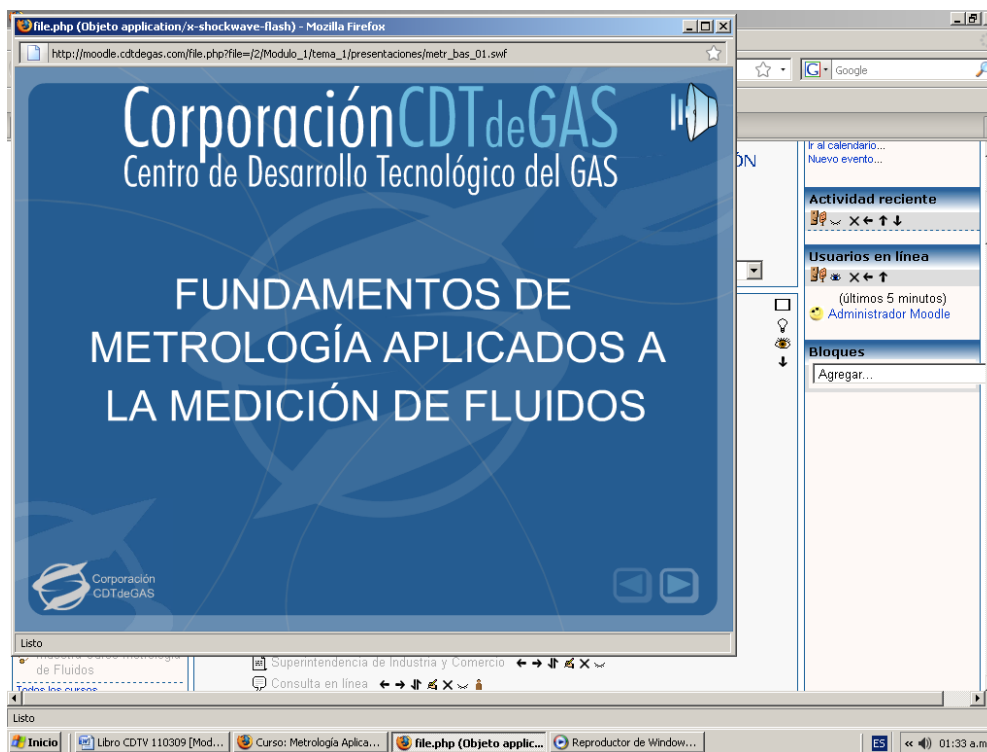 file.php (Objeto application/x-shockwave-flash) - Mozilla Firefox
http://moodle.cdtdegas.com/file.php?file=/2/Modulo_1/tema_1/presentaciones/metr_bas_01.swf
Corporación CDT de GAS
Centro de Desarrollo Tecnológico del GAS
FUNDAMENTOS DE
METROLOGÍA APLICADOS A
LA MEDICIÓN DE FLUIDOS
Corporación
CDTdeGAS
Listo
G Google
ÓN
Ir al calendario...
Nuevo evento...
Actividad reciente
Usuarios en línea
(últimos 5 minutos)
Administrador Moodle
Bloques
Agregar...
de Fluidos
Todos los cursos
Superintendencia de Industria y Comercio
Consulta en línea
Listo
Inicio
Libro CDTV 110309 [Mod...
Curso: Metrología Aplica...
file.php (Objeto applic...
Reproductor de Window...
ES
01:33 a.m